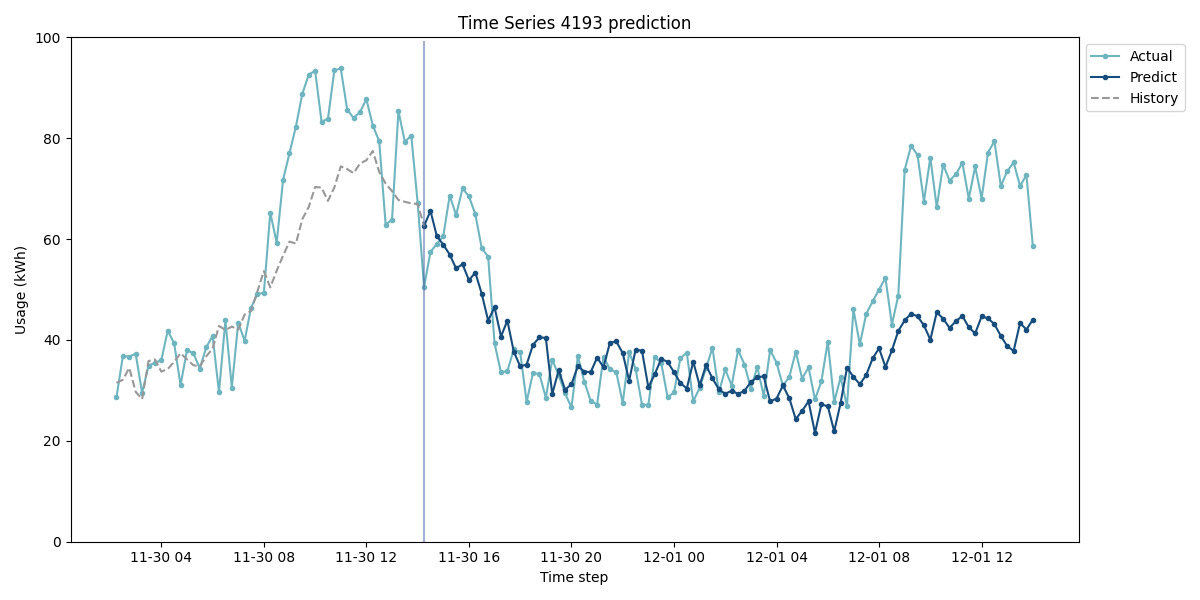 Time Series 4193 prediction
Usage (kWh)
100
80
60
40
20
0
11-30 04
11-30 08
11-30 12
11-30 16
11-30 20
12-01 00
12-01 04
12-01 08
12-01 12
Time step
Actual
Predict
History